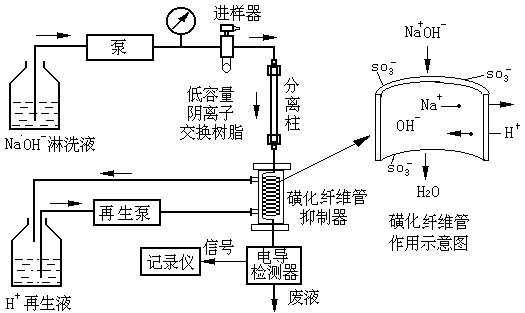 进样器
泵
Na⁺OH⁻淋洗液
低容量
阴离子
交换树脂
分离柱
Na⁺OH⁻
SO₃⁻
SO₃⁻
Na⁺
OH⁻
H⁺
SO₃⁻
H₂O
磺化纤维管
作用示意图
再生泵
磺化纤维管
抑制器
H⁺再生液
记录仪
信号
电导
检测器
废液